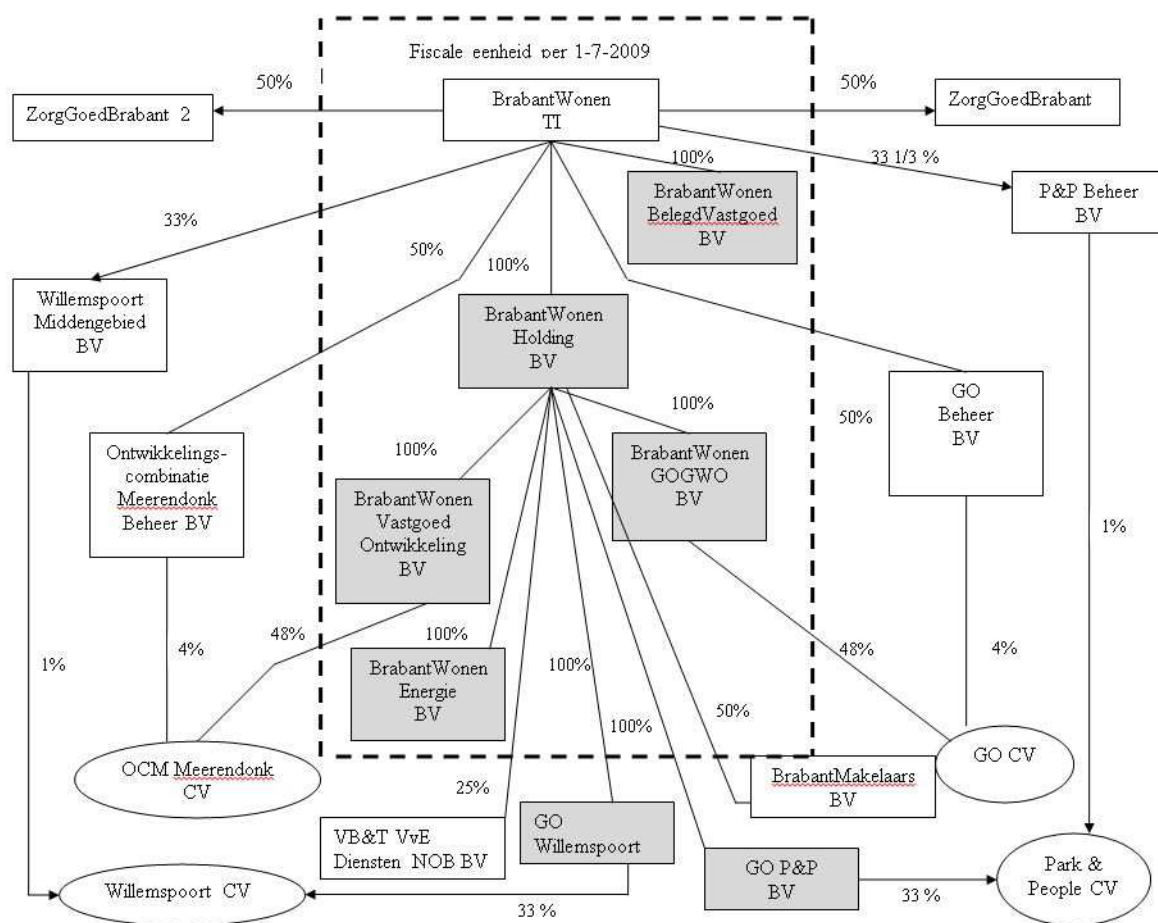 Fiscale eenheid per 1-7-2009
50%
50%
ZorgGoedBrabant 2
BrabantWonen
TI
ZorgGoedBrabant
100%
33 1/3 %
BrabantWonen
BelegdVastgoed
BV
P&P Beheer
BV
33%
50%
100%
Willemspoort
Middengebied
BV
BrabantWonen
Holding
BV
GO
Beheer
BV
50%
100%
100%
Ontwikkelings-
combinatie
Meerendonk
Beheer BV
BrabantWonen
Vastgoed
Ontwikkeling
BV
BrabantWonen
GOGWO
BV
1%
1%
4%
48%
100%
100%
48%
4%
BrabantWonen
Energie
BV
100%
50%
OCM Meerendonk
CV
25%
BrabantMakelaars
BV
GO CV
VB&T VvE
Diensten NOB BV
GO
Willemspoort
GO P&P
BV
Park &
People CV
Willemspoort CV
33 %
33 %